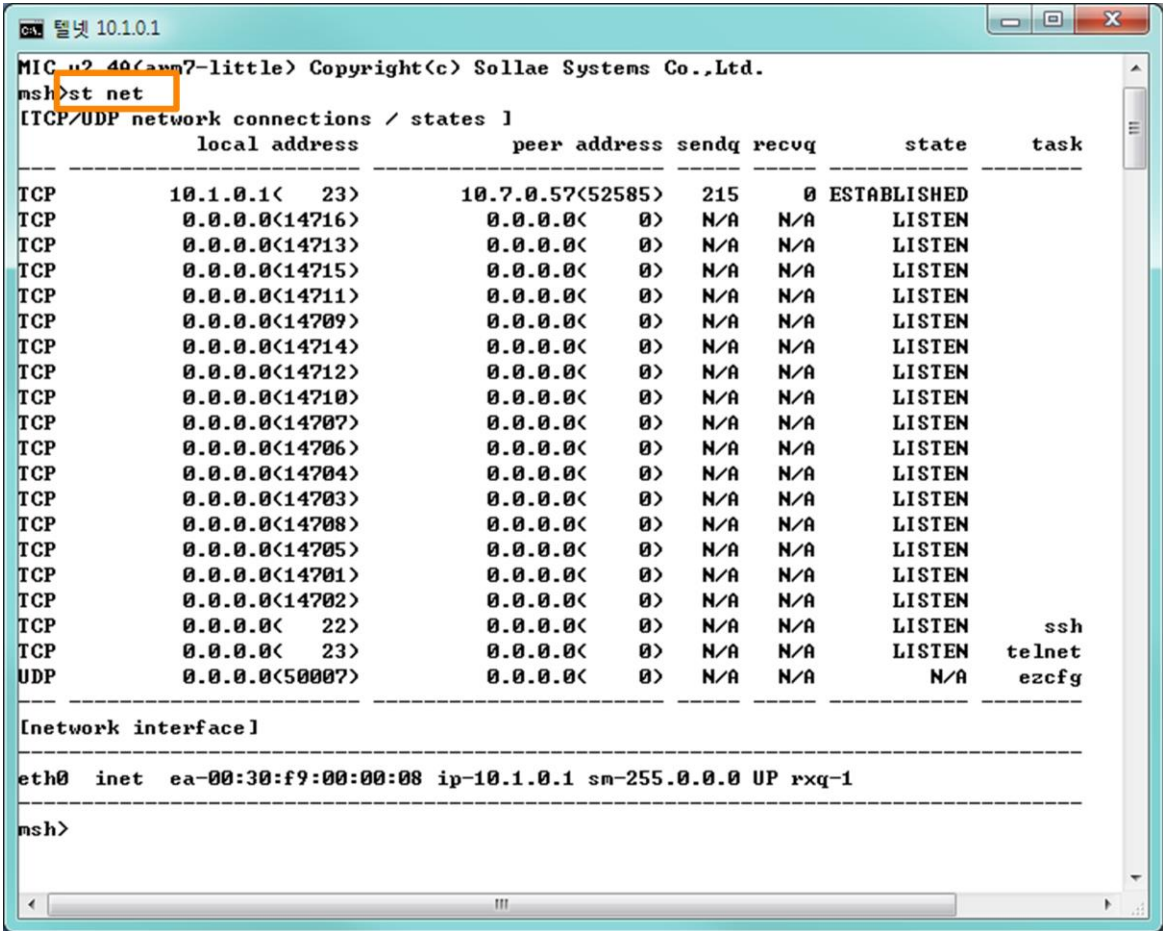 텔넷 10.1.0.1
MIC v2.4A(arm7-little) Copyright(c) Sollae Systems Co.,Ltd.
msh>st net
[TCP/UDP network connections / states ]
local address peer address sendq recvq state task
--- ----------------------- ----------------------- ----- ----- ----------- --------
TCP 10.1.0.1( 23) 10.7.0.57(52585) 215 0 ESTABLISHED
TCP 0.0.0.0(14716) 0.0.0.0( 0) N/A N/A LISTEN
TCP 0.0.0.0(14713) 0.0.0.0( 0) N/A N/A LISTEN
TCP 0.0.0.0(14715) 0.0.0.0( 0) N/A N/A LISTEN
TCP 0.0.0.0(14711) 0.0.0.0( 0) N/A N/A LISTEN
TCP 0.0.0.0(14709) 0.0.0.0( 0) N/A N/A LISTEN
TCP 0.0.0.0(14714) 0.0.0.0( 0) N/A N/A LISTEN
TCP 0.0.0.0(14712) 0.0.0.0( 0) N/A N/A LISTEN
TCP 0.0.0.0(14710) 0.0.0.0( 0) N/A N/A LISTEN
TCP 0.0.0.0(14707) 0.0.0.0( 0) N/A N/A LISTEN
TCP 0.0.0.0(14706) 0.0.0.0( 0) N/A N/A LISTEN
TCP 0.0.0.0(14704) 0.0.0.0( 0) N/A N/A LISTEN
TCP 0.0.0.0(14703) 0.0.0.0( 0) N/A N/A LISTEN
TCP 0.0.0.0(14708) 0.0.0.0( 0) N/A N/A LISTEN
TCP 0.0.0.0(14705) 0.0.0.0( 0) N/A N/A LISTEN
TCP 0.0.0.0(14701) 0.0.0.0( 0) N/A N/A LISTEN
TCP 0.0.0.0(14702) 0.0.0.0( 0) N/A N/A LISTEN
TCP 0.0.0.0( 22) 0.0.0.0( 0) N/A N/A LISTEN ssh
TCP 0.0.0.0( 23) 0.0.0.0( 0) N/A N/A LISTEN telnet
UDP 0.0.0.0(50007) 0.0.0.0( 0) N/A N/A N/A ezcfg
--- ----------------------- ----------------------- ----- ----- ----------- --------
[network interface]
------------------------------------------------------------------------------------
eth0 inet ea-00:30:f9:00:00:08 ip-10.1.0.1 sm-255.0.0.0 UP rxq-1
------------------------------------------------------------------------------------
msh>